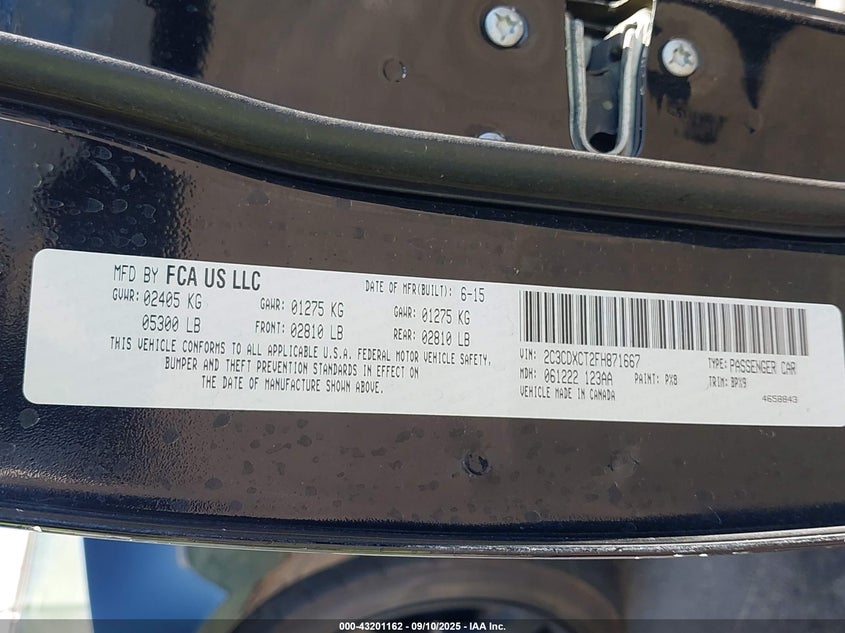 MFD BY FCA US LLC
DATE OF MFR(BUILT): 6-15
GVWR: 02405 KG
GAWR: 01275 KG
GAWR: 01275 KG
05300 LB
FRONT: 02810 LB
REAR: 02810 LB
THIS VEHICLE CONFORMS TO ALL APPLICABLE U.S.A. FEDERAL MOTOR VEHICLE SAFETY,
BUMPER AND THEFT PREVENTION STANDARDS IN EFFECT ON
THE DATE OF MANUFACTURE SHOWN ABOVE.
VIN: 2C3CDXCT2FH871667
TYPE: PASSENGER CAR
MDH: 061222 123AA
PAINT: PX8
TRIM: BPX9
VEHICLE MADE IN CANADA
4658843
000-43201162 - 09/10/2025 - IAA Inc.